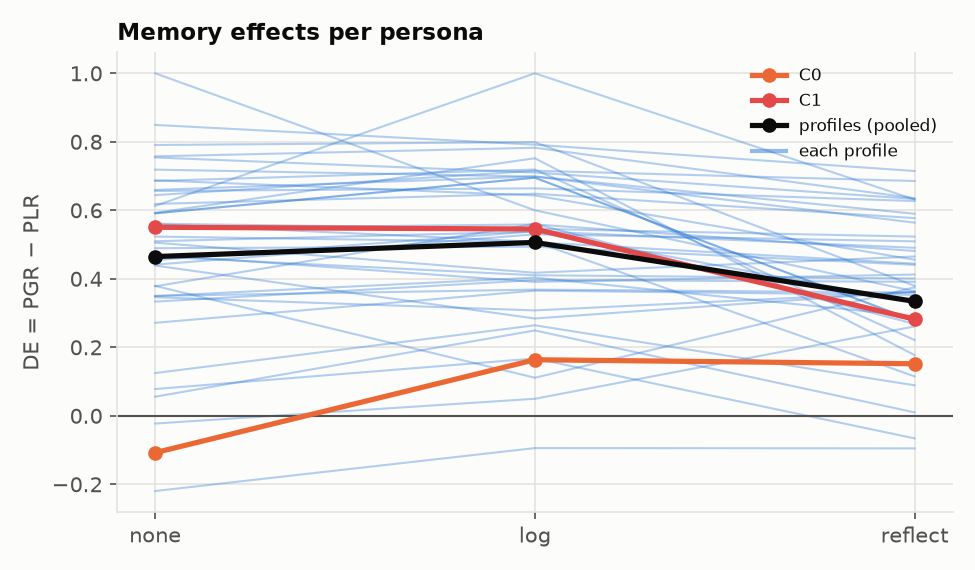 Memory effects per persona
C0
C1
profiles (pooled)
each profile
DE = PGR − PLR
1.0
0.8
0.6
0.4
0.2
0.0
−0.2
none
log
reflect